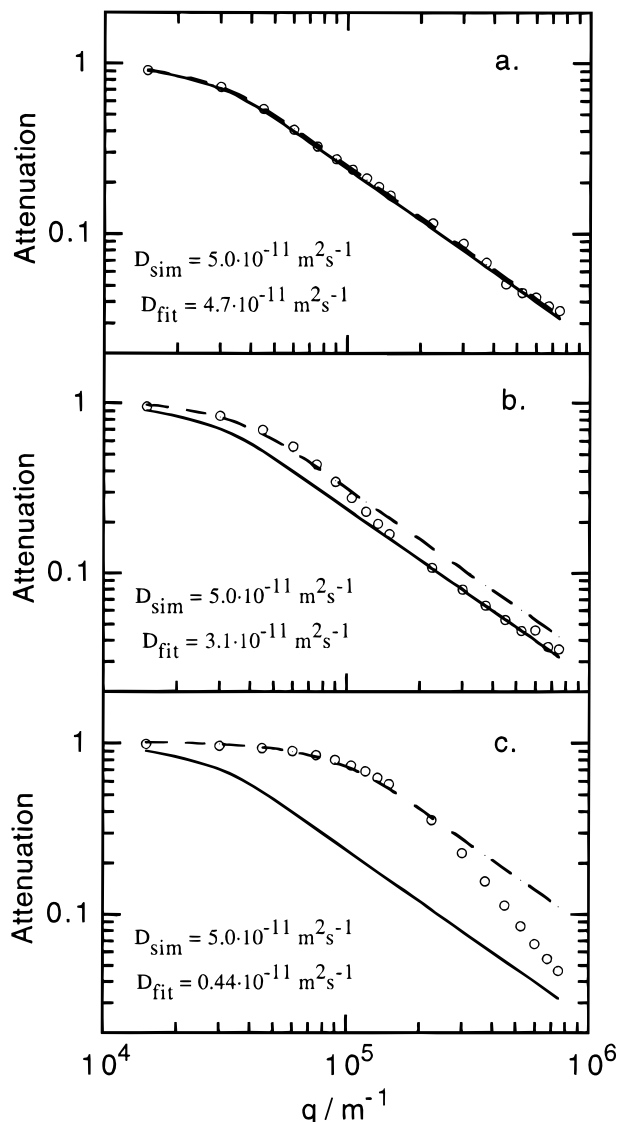 a.
1
Attenuation
0.1
D_sim = 5.0·10^-11 m^2s^-1
D_fit = 4.7·10^-11 m^2s^-1
b.
1
Attenuation
0.1
D_sim = 5.0·10^-11 m^2s^-1
D_fit = 3.1·10^-11 m^2s^-1
c.
1
Attenuation
0.1
D_sim = 5.0·10^-11 m^2s^-1
D_fit = 0.44·10^-11 m^2s^-1
10^4 10^5 10^6
q / m^-1